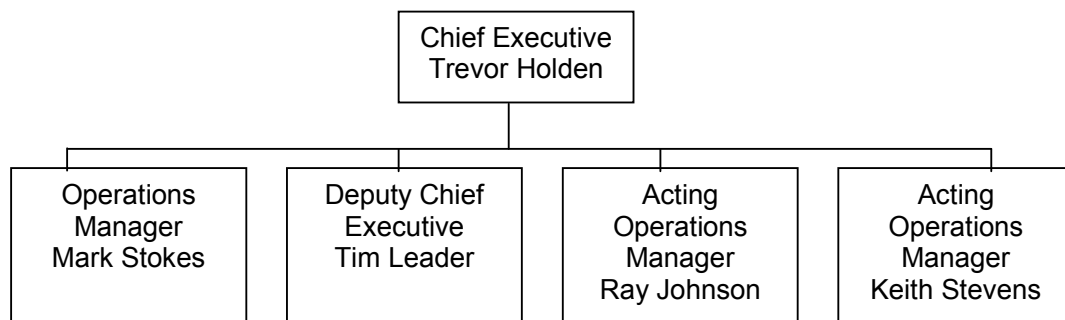 Chief Executive
Trevor Holden
Operations
Manager
Mark Stokes
Deputy Chief
Executive
Tim Leader
Acting
Operations
Manager
Ray Johnson
Acting
Operations
Manager
Keith Stevens